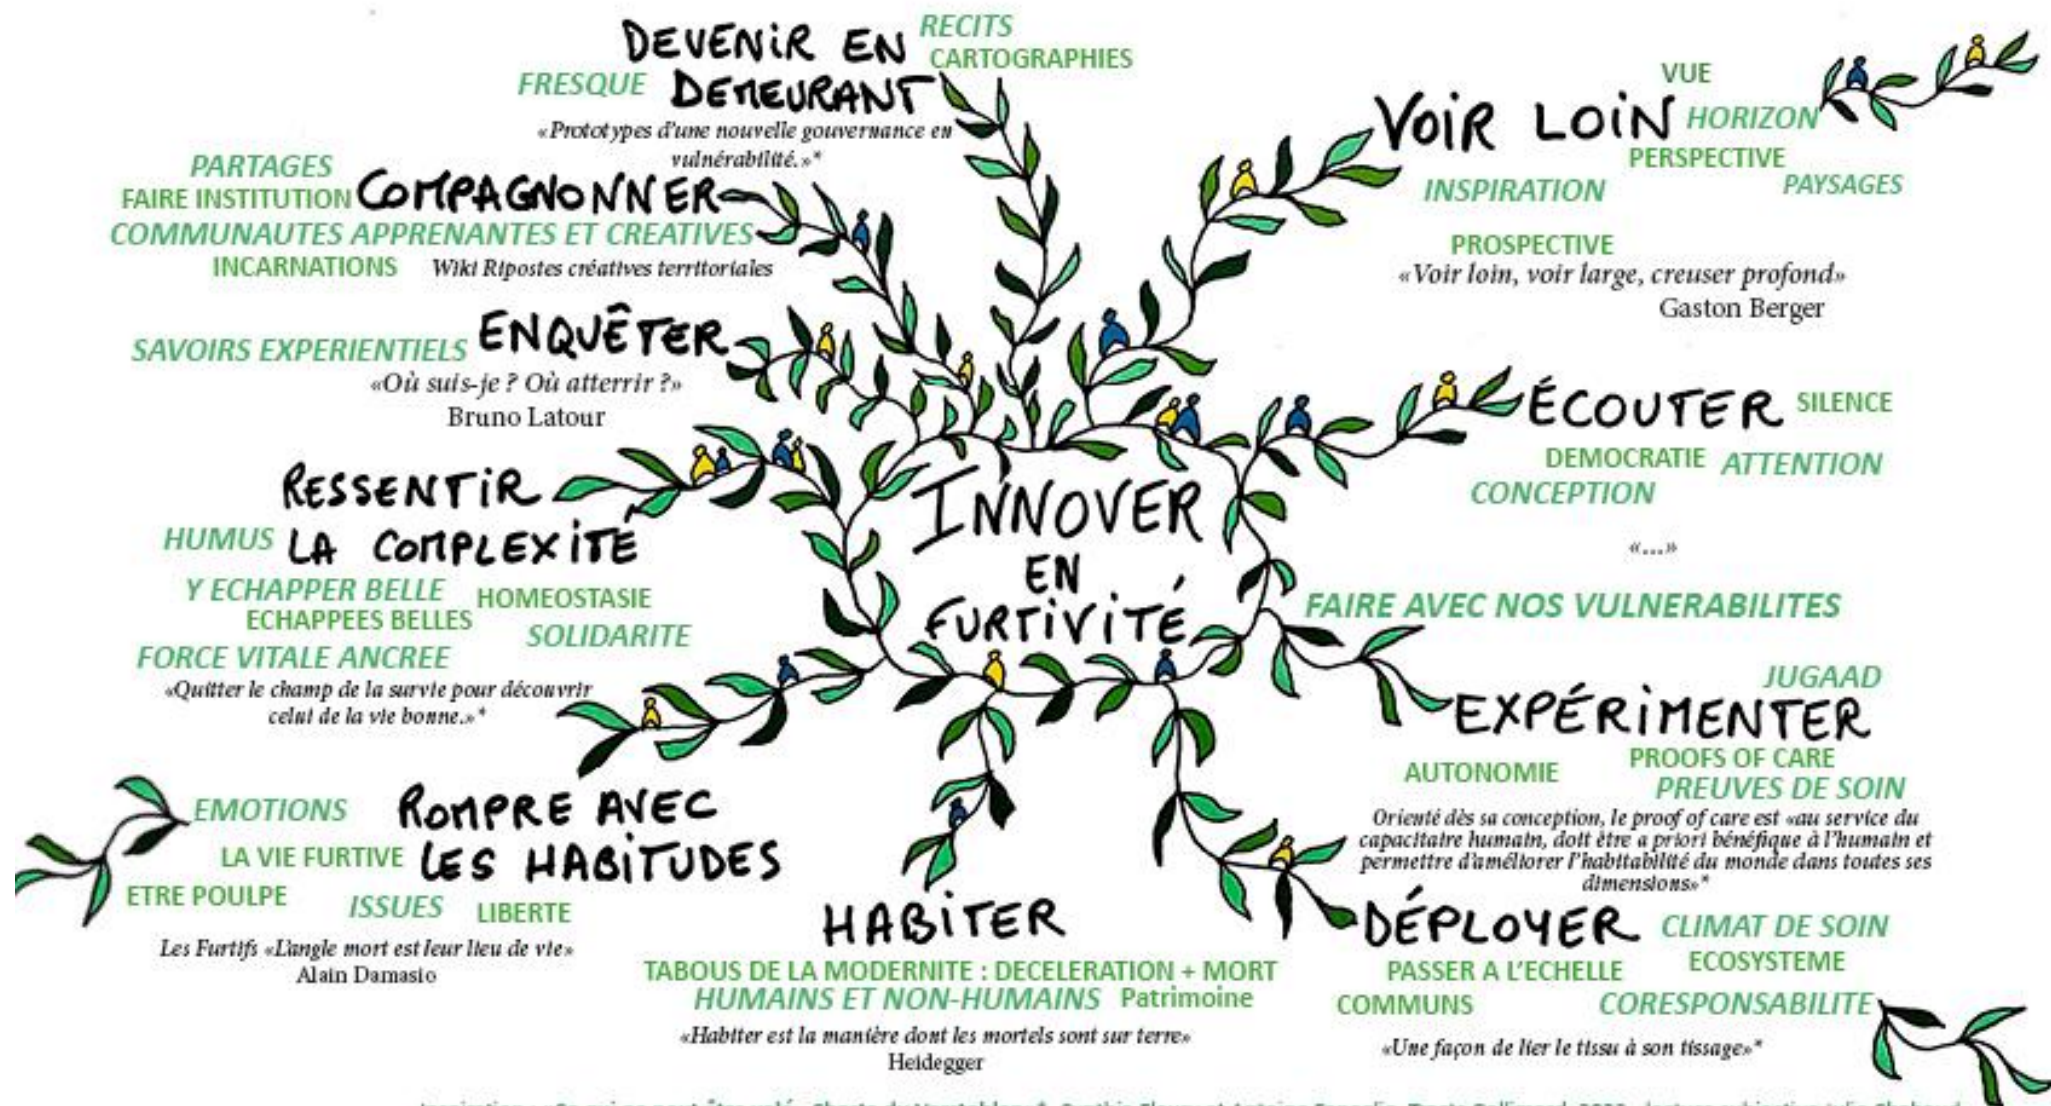 DEVENIR EN
DEMEURANT
RECITS
CARTOGRAPHIES
FRESQUE
«Prototypes d'une nouvelle gouvernance en
vulnérabilité.»*
VOIR LOIN
VUE
HORIZON
PERSPECTIVE
INSPIRATION
PAYSAGES
PROSPECTIVE
«Voir loin, voir large, creuser profond»
Gaston Berger
PARTAGES
FAIRE INSTITUTION
COMPAGNONNER
COMMUNAUTES APPRENANTES ET CREATIVES
INCARNATIONS
Wiki Ripostes créatives territoriales
SAVOIRS EXPERIENTIELS
ENQUÊTER
«Où suis-je ? Où atterrir ?»
Bruno Latour
ÉCOUTER
SILENCE
DEMOCRATIE
ATTENTION
CONCEPTION
«...»
INNOVER
EN
FURTIVITÉ
RESSENTIR
LA COMPLEXITÉ
HUMUS
Y ECHAPPER BELLE
HOMEOSTASIE
ECHAPPEES BELLES
SOLIDARITE
FORCE VITALE ANCREE
«Quitter le champ de la survie pour découvrir
celui de la vie bonne.»*
FAIRE AVEC NOS VULNERABILITES
JUGAAD
EXPÉRIMENTER
AUTONOMIE
PROOFS OF CARE
PREUVES DE SOIN
Orienté dès sa conception, le proof of care est «au service du
capacitaire humain, doit être a priori bénéfique à l'humain et
permettre d'améliorer l'habitabilité du monde dans toutes ses
dimensions»*
EMOTIONS
ROMPRE AVEC
LES HABITUDES
LA VIE FURTIVE
ETRE POULPE
ISSUES
LIBERTE
Les Furtifs «L'angle mort est leur lieu de vie»
Alain Damasio
HABITER
TABOUS DE LA MODERNITE : DECELERATION + MORT
HUMAINS ET NON-HUMAINS
Patrimoine
«Habiter est la manière dont les mortels sont sur terre»
Heidegger
DÉPLOYER
CLIMAT DE SOIN
PASSER A L'ECHELLE
ECOSYSTEME
COMMUNS
CORESPONSABILITE
«Une façon de lier le tissu à son tissage»*